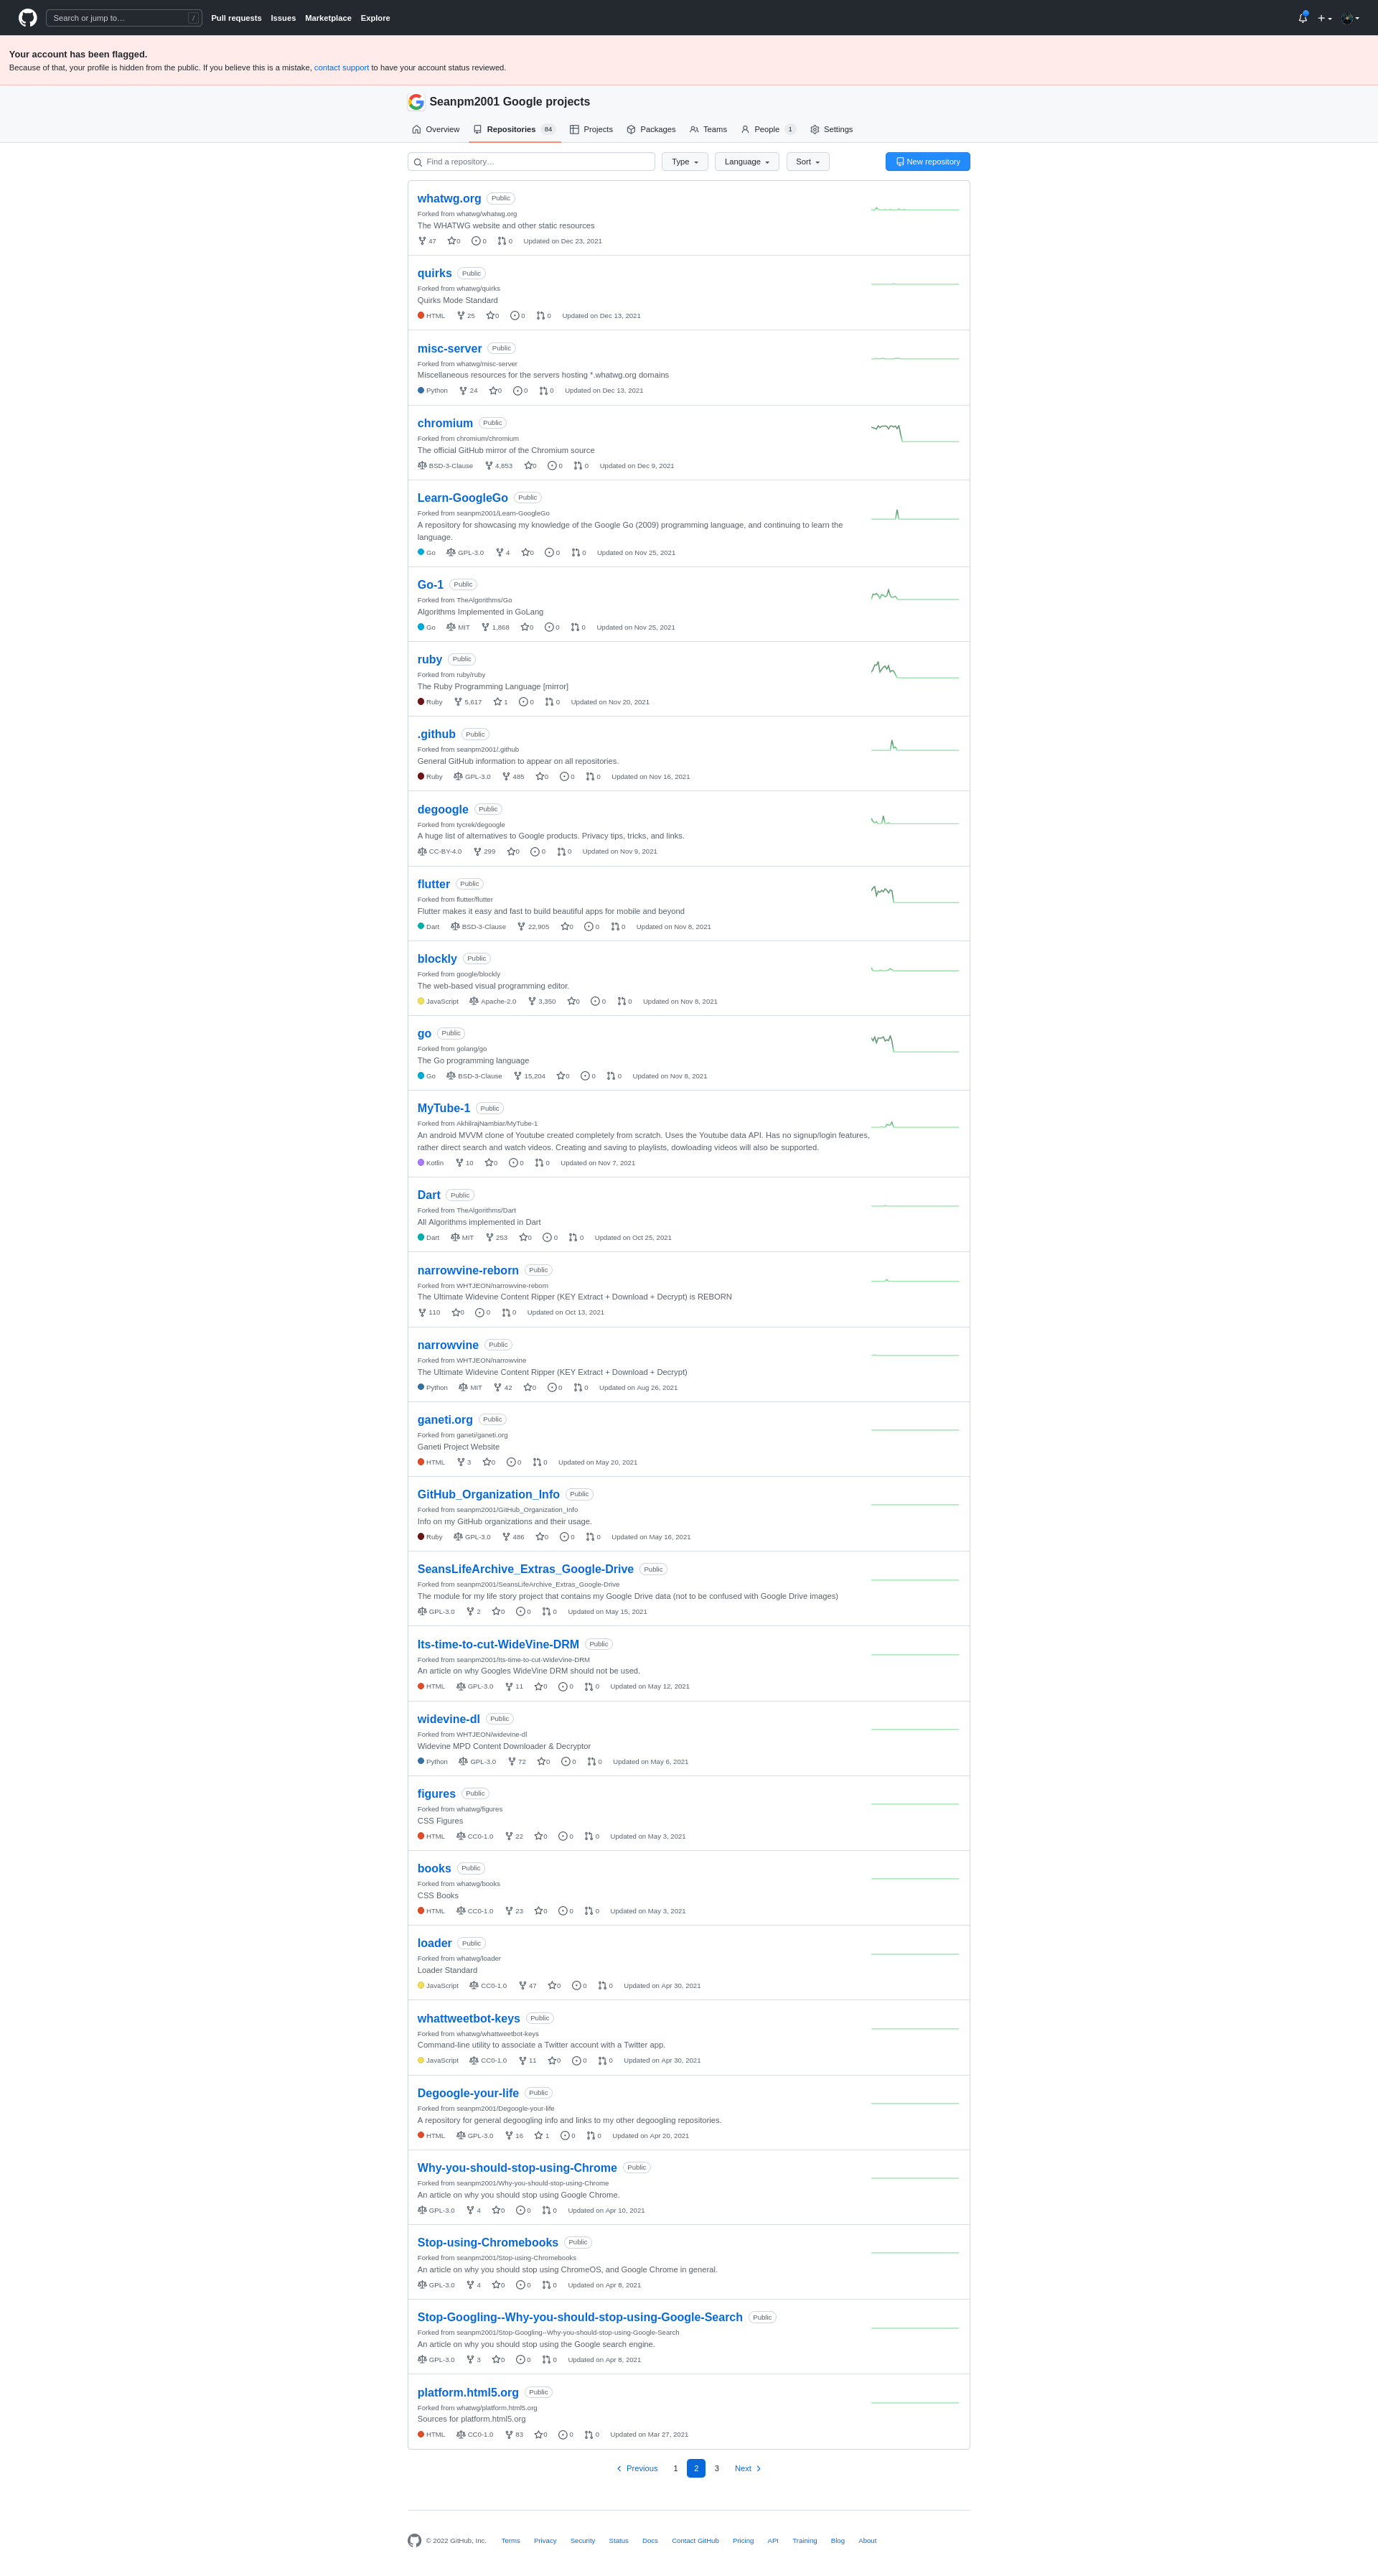 Search or jump to… /
Pull requests Issues Marketplace Explore
Your account has been flagged.
Because of that, your profile is hidden from the public. If you believe this is a mistake, contact support to have your account status reviewed.
Seanpm2001 Google projects
Overview Repositories 84 Projects Packages Teams People 1 Settings
Find a repository… Type Language Sort New repository
whatwg.org Public
Forked from whatwg/whatwg.org
The WHATWG website and other static resources
47 0 0 0 Updated on Dec 23, 2021
quirks Public
Forked from whatwg/quirks
Quirks Mode Standard
HTML 25 0 0 0 Updated on Dec 13, 2021
misc-server Public
Forked from whatwg/misc-server
Miscellaneous resources for the servers hosting *.whatwg.org domains
Python 24 0 0 0 Updated on Dec 13, 2021
chromium Public
Forked from chromium/chromium
The official GitHub mirror of the Chromium source
BSD-3-Clause 4,853 0 0 0 Updated on Dec 9, 2021
Learn-GoogleGo Public
Forked from seanpm2001/Learn-GoogleGo
A repository for showcasing my knowledge of the Google Go (2009) programming language, and continuing to learn the
language.
Go GPL-3.0 4 0 0 0 Updated on Nov 25, 2021
Go-1 Public
Forked from TheAlgorithms/Go
Algorithms Implemented in GoLang
Go MIT 1,868 0 0 0 Updated on Nov 25, 2021
ruby Public
Forked from ruby/ruby
The Ruby Programming Language [mirror]
Ruby 5,617 1 0 0 Updated on Nov 20, 2021
.github Public
Forked from seanpm2001/.github
General GitHub information to appear on all repositories.
Ruby GPL-3.0 485 0 0 0 Updated on Nov 16, 2021
degoogle Public
Forked from tycrek/degoogle
A huge list of alternatives to Google products. Privacy tips, tricks, and links.
CC-BY-4.0 299 0 0 0 Updated on Nov 9, 2021
flutter Public
Forked from flutter/flutter
Flutter makes it easy and fast to build beautiful apps for mobile and beyond
Dart BSD-3-Clause 22,905 0 0 0 Updated on Nov 8, 2021
blockly Public
Forked from google/blockly
The web-based visual programming editor.
JavaScript Apache-2.0 3,350 0 0 0 Updated on Nov 8, 2021
go Public
Forked from golang/go
The Go programming language
Go BSD-3-Clause 15,204 0 0 0 Updated on Nov 8, 2021
MyTube-1 Public
Forked from AkhilrajNambiar/MyTube-1
An android MVVM clone of Youtube created completely from scratch. Uses the Youtube data API. Has no signup/login features,
rather direct search and watch videos. Creating and saving to playlists, dowloading videos will also be supported.
Kotlin 10 0 0 0 Updated on Nov 7, 2021
Dart Public
Forked from TheAlgorithms/Dart
All Algorithms implemented in Dart
Dart MIT 253 0 0 0 Updated on Oct 25, 2021
narrowvine-reborn Public
Forked from WHTJEON/narrowvine-reborn
The Ultimate Widevine Content Ripper (KEY Extract + Download + Decrypt) is REBORN
110 0 0 0 Updated on Oct 13, 2021
narrowvine Public
Forked from WHTJEON/narrowvine
The Ultimate Widevine Content Ripper (KEY Extract + Download + Decrypt)
Python MIT 42 0 0 0 Updated on Aug 26, 2021
ganeti.org Public
Forked from ganeti/ganeti.org
Ganeti Project Website
HTML 3 0 0 0 Updated on May 20, 2021
GitHub_Organization_Info Public
Forked from seanpm2001/GitHub_Organization_Info
Info on my GitHub organizations and their usage.
Ruby GPL-3.0 486 0 0 0 Updated on May 16, 2021
SeansLifeArchive_Extras_Google-Drive Public
Forked from seanpm2001/SeansLifeArchive_Extras_Google-Drive
The module for my life story project that contains my Google Drive data (not to be confused with Google Drive images)
GPL-3.0 2 0 0 0 Updated on May 15, 2021
Its-time-to-cut-WideVine-DRM Public
Forked from seanpm2001/Its-time-to-cut-WideVine-DRM
An article on why Googles WideVine DRM should not be used.
HTML GPL-3.0 11 0 0 0 Updated on May 12, 2021
widevine-dl Public
Forked from WHTJEON/widevine-dl
Widevine MPD Content Downloader & Decryptor
Python GPL-3.0 72 0 0 0 Updated on May 6, 2021
figures Public
Forked from whatwg/figures
CSS Figures
HTML CC0-1.0 22 0 0 0 Updated on May 3, 2021
books Public
Forked from whatwg/books
CSS Books
HTML CC0-1.0 23 0 0 0 Updated on May 3, 2021
loader Public
Forked from whatwg/loader
Loader Standard
JavaScript CC0-1.0 47 0 0 0 Updated on Apr 30, 2021
whattweetbot-keys Public
Forked from whatwg/whattweetbot-keys
Command-line utility to associate a Twitter account with a Twitter app.
JavaScript CC0-1.0 11 0 0 0 Updated on Apr 30, 2021
Degoogle-your-life Public
Forked from seanpm2001/Degoogle-your-life
A repository for general degoogling info and links to my other degoogling repositories.
HTML GPL-3.0 16 1 0 0 Updated on Apr 20, 2021
Why-you-should-stop-using-Chrome Public
Forked from seanpm2001/Why-you-should-stop-using-Chrome
An article on why you should stop using Google Chrome.
GPL-3.0 4 0 0 0 Updated on Apr 10, 2021
Stop-using-Chromebooks Public
Forked from seanpm2001/Stop-using-Chromebooks
An article on why you should stop using ChromeOS, and Google Chrome in general.
GPL-3.0 4 0 0 0 Updated on Apr 8, 2021
Stop-Googling--Why-you-should-stop-using-Google-Search Public
Forked from seanpm2001/Stop-Googling--Why-you-should-stop-using-Google-Search
An article on why you should stop using the Google search engine.
GPL-3.0 3 0 0 0 Updated on Apr 8, 2021
platform.html5.org Public
Forked from whatwg/platform.html5.org
Sources for platform.html5.org
HTML CC0-1.0 83 0 0 0 Updated on Mar 27, 2021
Previous 1 2 3 Next
© 2022 GitHub, Inc. Terms Privacy Security Status Docs Contact GitHub Pricing API Training Blog About